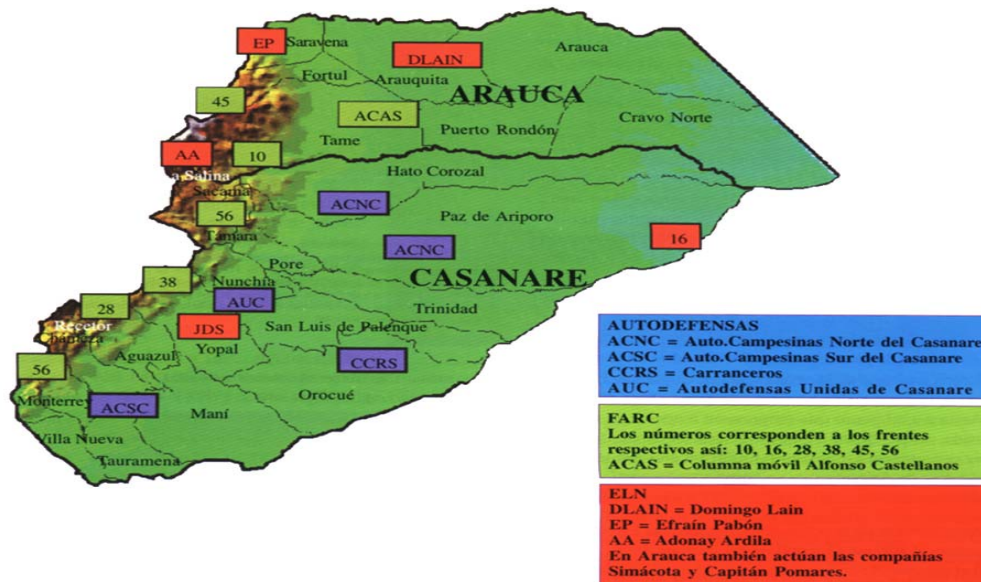 EP
Saravena
DLAIN
Arauca
Fortul
Arauquita
ARAUCA
45
ACAS
Cravo Norte
Puerto Rondón
Tame
AA
10
a Salina
Hato Corozal
Sacama
ACNC
56
Paz de Ariporo
Tamara
16
ACNC
Pore
CASANARE
38
Nunchia
AUC
28
Trinidad
Recetor
JDS
San Luis de Palenque
Yopal
Aguazul
56
CCRS
Orocué
Monterrey
ACSC
Maní
Villa Nueva
Tauramena
AUTODEFENSAS
ACNC = Auto.Campesinas Norte del Casanare
ACSC = Auto.Campesinas Sur del Casanare
CCRS = Carranceros
AUC = Autodefensas Unidas de Casanare
FARC
Los números corresponden a los frentes
respectivos así: 10, 16, 28, 38, 45, 56
ACAS = Columna móvil Alfonso Castellanos
ELN
DLAIN = Domingo Lain
EP = Efraín Pabón
AA = Adonay Ardila
En Arauca también actúan las compañías
Simácota y Capitán Pomares.